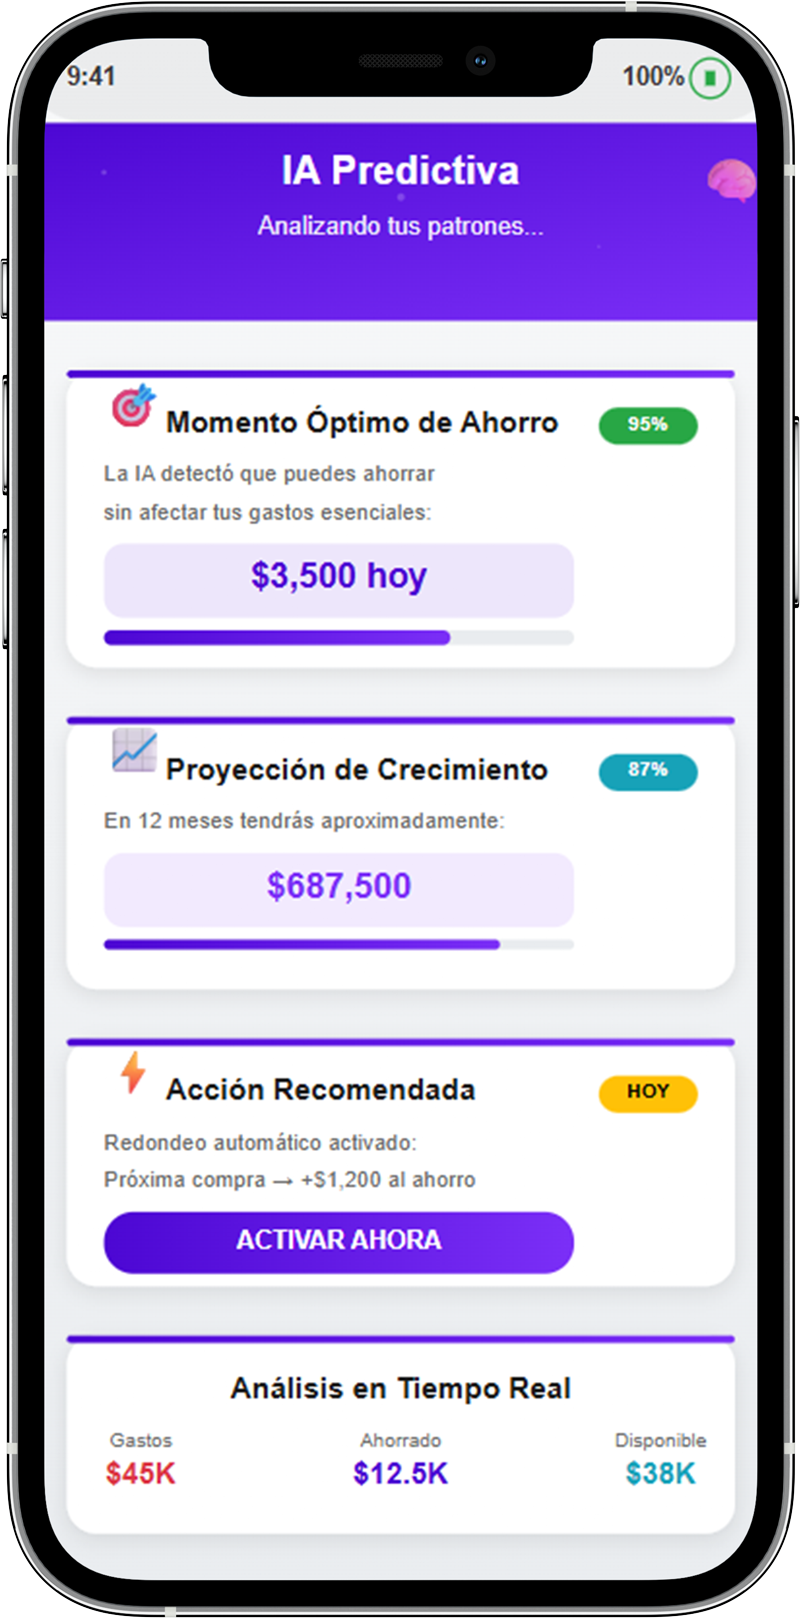 9:41
100%
IA Predictiva
Analizando tus patrones...
Momento Óptimo de Ahorro
95%
La IA detectó que puedes ahorrar
sin afectar tus gastos esenciales:
$3,500 hoy
Proyección de Crecimiento
87%
En 12 meses tendrás aproximadamente:
$687,500
Acción Recomendada
HOY
Redondeo automático activado:
Próxima compra → +$1,200 al ahorro
ACTIVAR AHORA
Análisis en Tiempo Real
Gastos
Ahorrado
Disponible
$45K
$12.5K
$38K